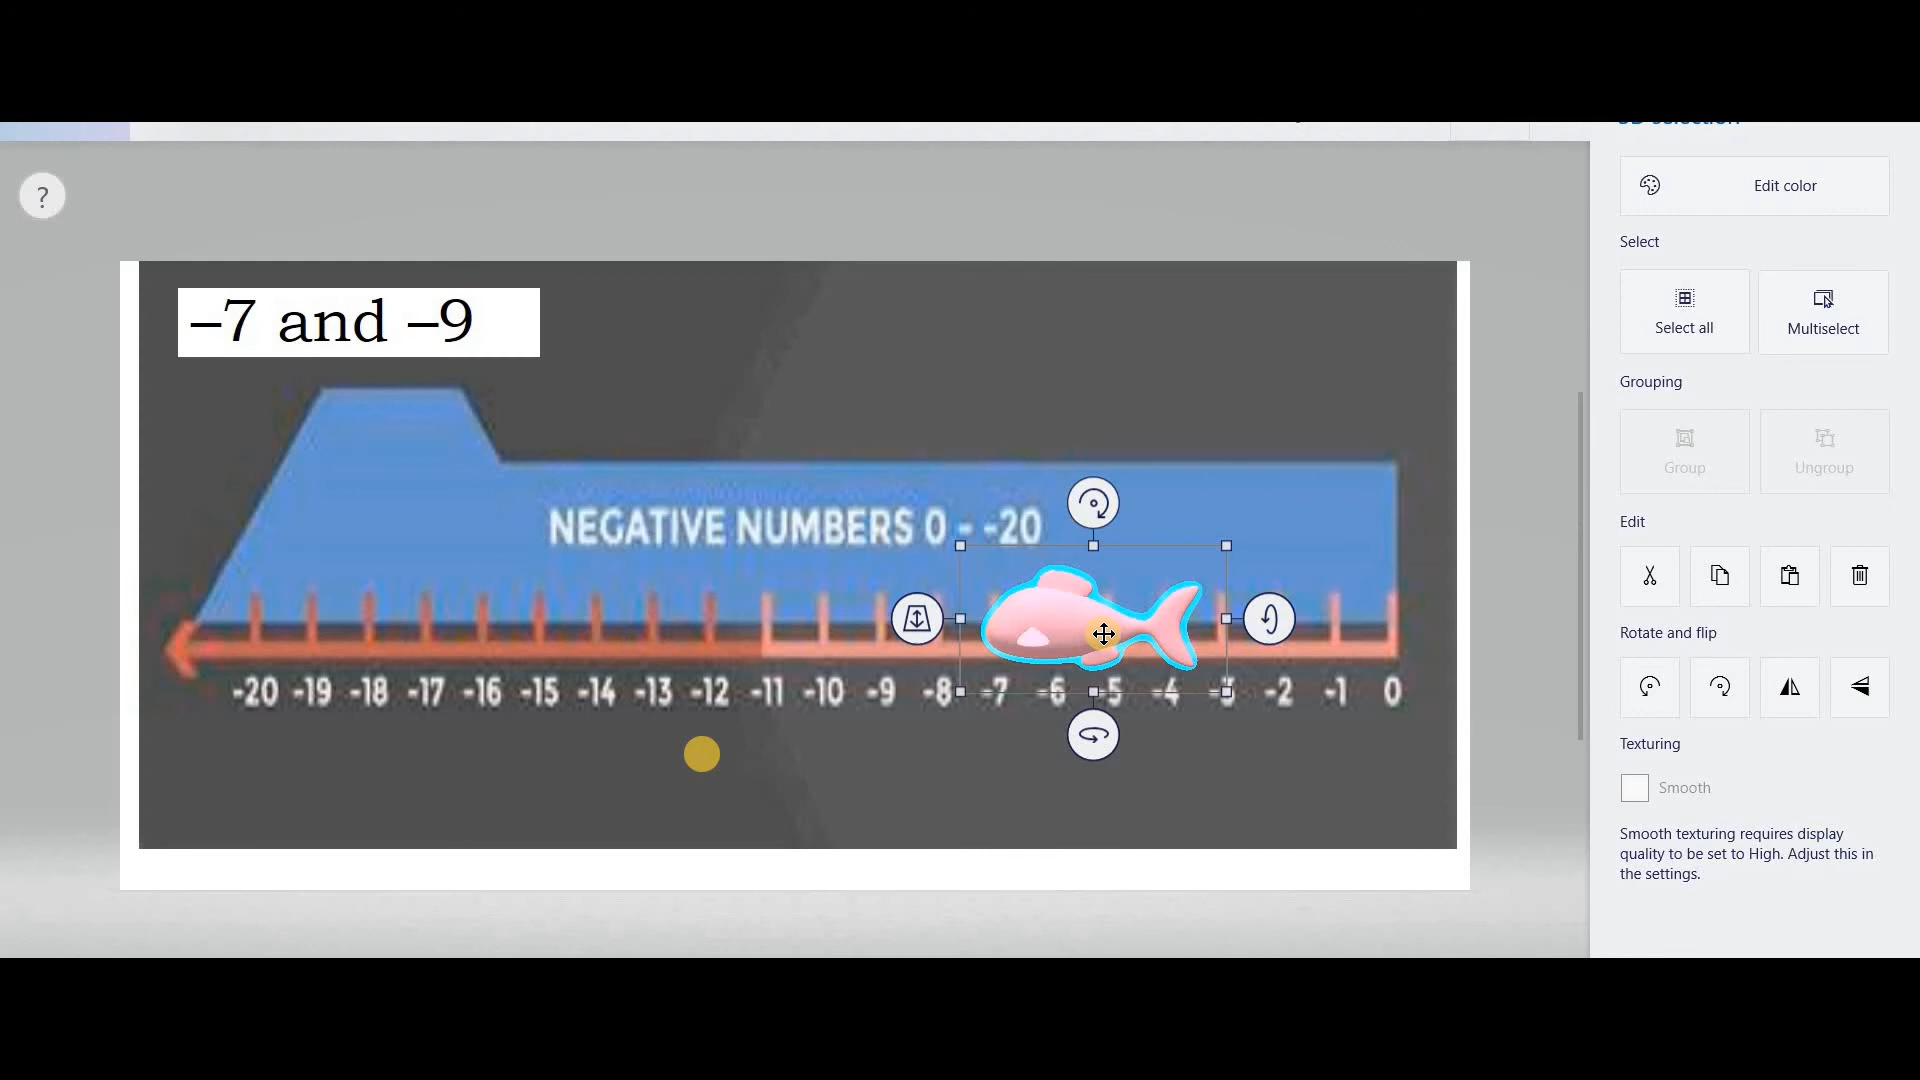 ?
–7 and –9
NEGATIVE NUMBERS 0 - -20
-20 -19 -18 -17 -16 -15 -14 -13 -12 -11 -10 -9 -8 -7 -6 -5 -4 -3 -2 -1 0
Edit color
Select
Select all
Multiselect
Grouping
Group
Ungroup
Edit
Rotate and flip
Texturing
Smooth
Smooth texturing requires display
quality to be set to High. Adjust this in
the settings.